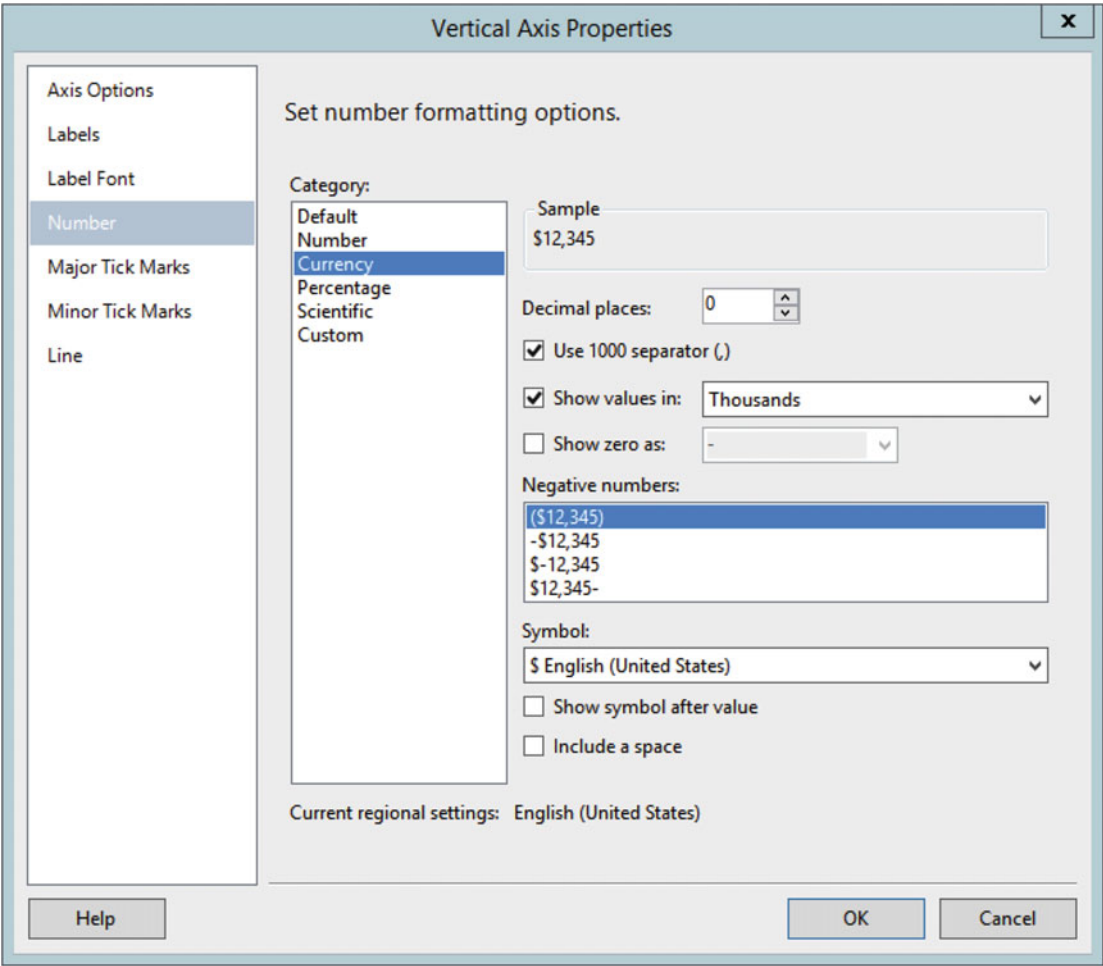 Vertical Axis Properties
x
Axis Options
Labels
Label Font
Number
Major Tick Marks
Minor Tick Marks
Line
Set number formatting options.
Category:
Default
Number
Currency
Percentage
Scientific
Custom
Sample
$12,345
Decimal places: 0
Use 1000 separator (,)
Show values in: Thousands
Show zero as: -
Negative numbers:
($12,345)
-$12,345
$-12,345
$12,345-
Symbol:
$ English (United States)
Show symbol after value
Include a space
Current regional settings: English (United States)
Help OK Cancel